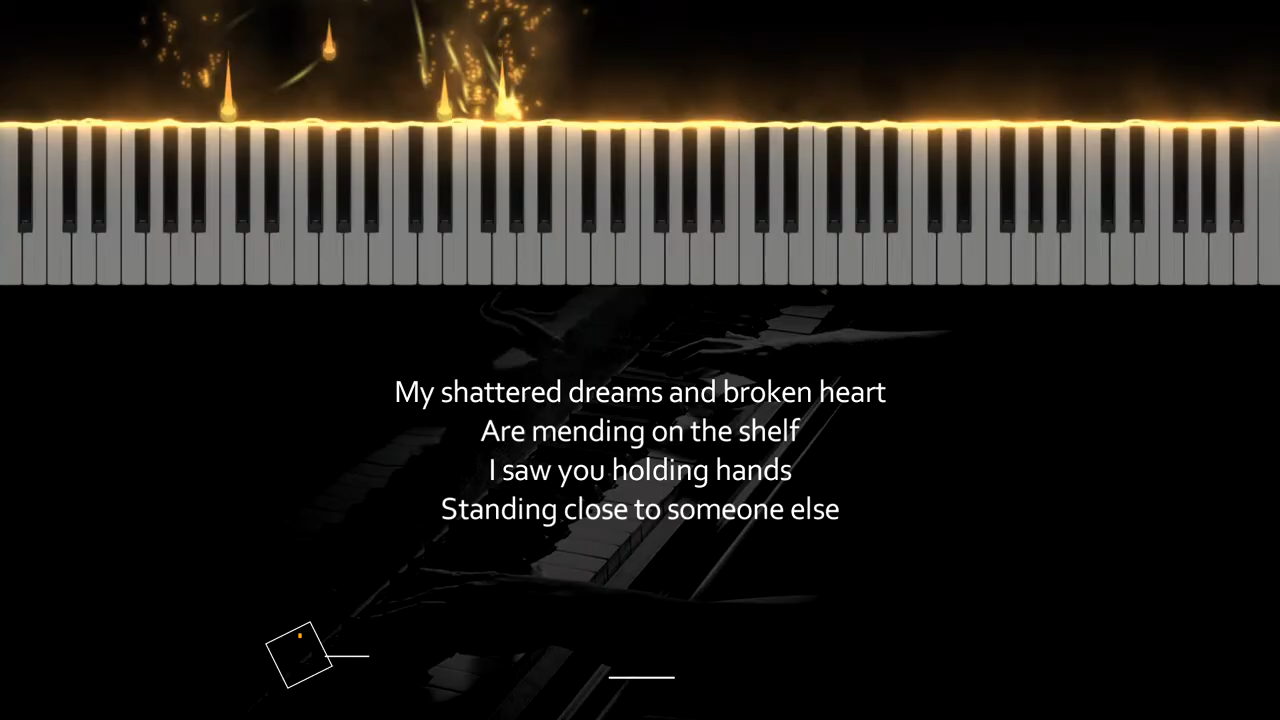 My shattered dreams and broken heart
Are mending on the shelf
I saw you holding hands
Standing close to someone else